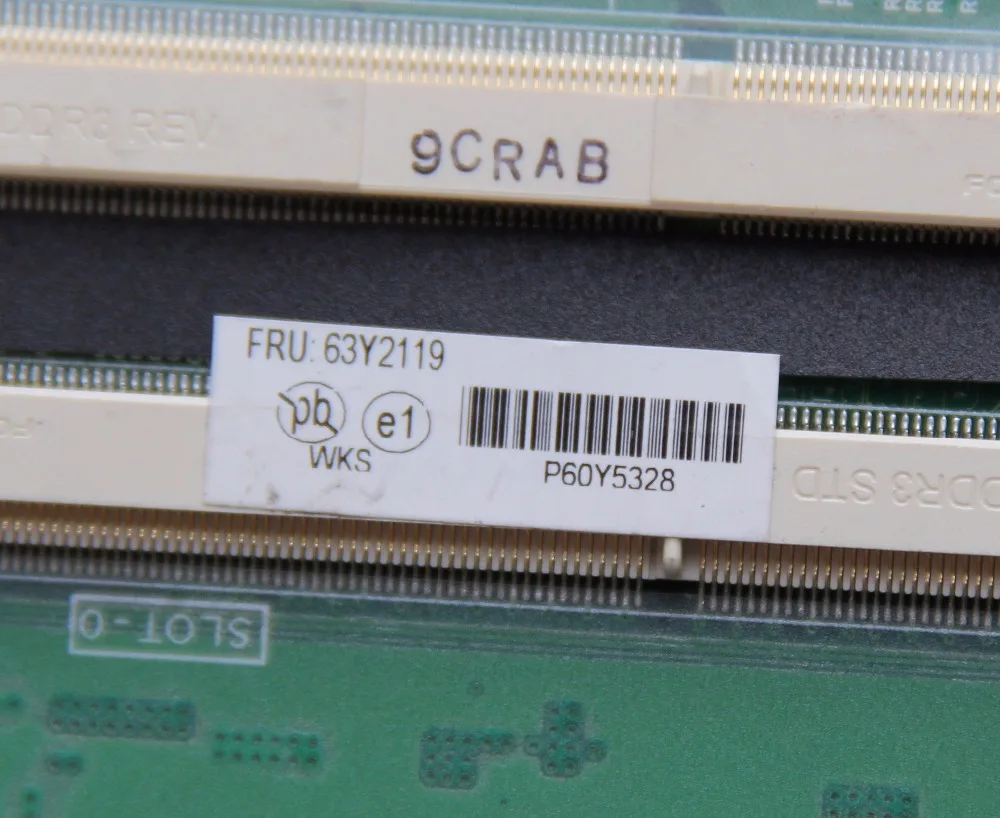 DDR3 REV
9CRAB
FRU: 63Y2119
pb
e1
WKS
P60Y5328
DDR3 STD
SLOT-0